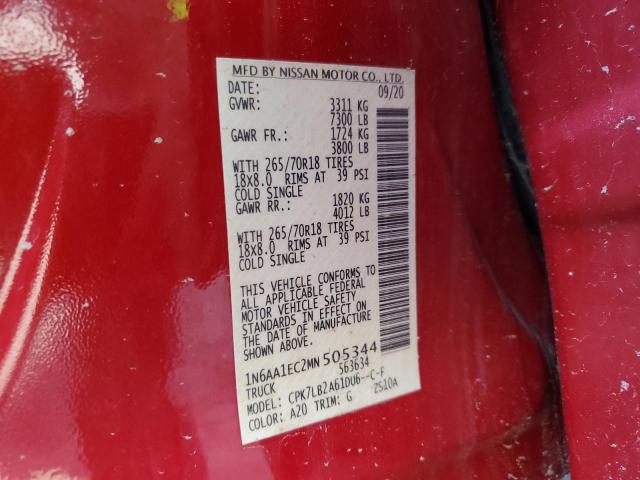 MFD BY NISSAN MOTOR CO., LTD.
DATE: 09/20
GVWR: 3311 KG
7300 LB
GAWR FR.: 1724 KG
3800 LB
WITH 265/70R18 TIRES
18X8.0 RIMS AT 39 PSI
COLD SINGLE
GAWR RR.: 1820 KG
4012 LB
WITH 265/70R18 TIRES
18X8.0 RIMS AT 39 PSI
COLD SINGLE
THIS VEHICLE CONFORMS TO
ALL APPLICABLE FEDERAL
MOTOR VEHICLE SAFETY
STANDARDS IN EFFECT ON
THE DATE OF MANUFACTURE
SHOWN ABOVE.
1N6AA1EC2MN505344
TRUCK 563634
MODEL: CPK7LB2A61DU6--C-F
COLOR: A20 TRIM: G 2510A